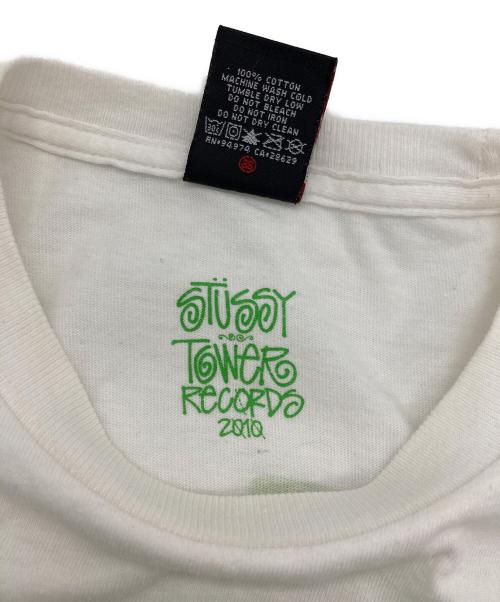 100% COTTON
MACHINE WASH COLD
TUMBLE DRY LOW
DO NOT BLEACH
DO NOT IRON
DO NOT DRY CLEAN
RN#94974 CA#28629
STÜSSY
TOWER
RECORDS
2010